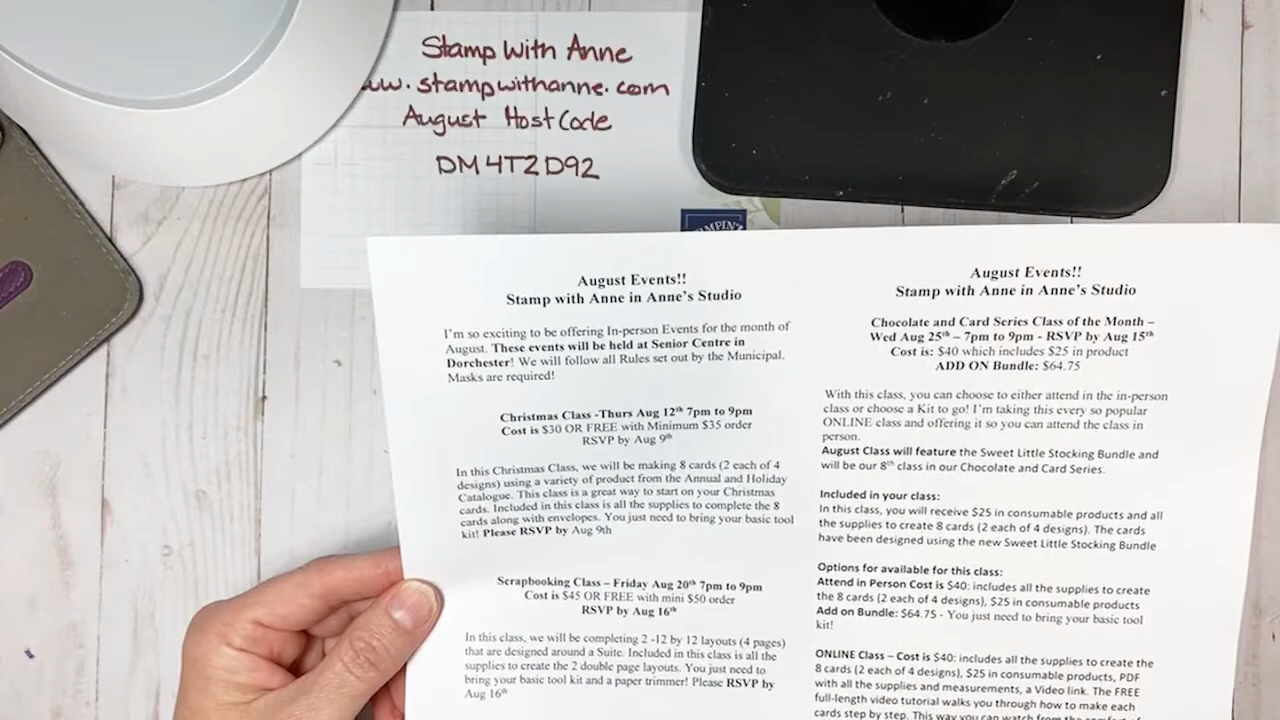 Stamp With Anne
www.stampwithanne.com
August Host Code
DM4T2D92
August Events!!
Stamp with Anne in Anne's Studio
I'm so exciting to be offering In-person Events for the month of
August. These events will be held at Senior Centre in
Dorchester! We will follow all Rules set out by the Municipal.
Masks are required!
Christmas Class -Thurs Aug 12th 7pm to 9pm
Cost is $30 OR FREE with Minimum $35 order
RSVP by Aug 9th
In this Christmas Class, we will be making 8 cards (2 each of 4
designs) using a variety of product from the Annual and Holiday
Catalogue. This class is a great way to start on your Christmas
cards. Included in this class is all the supplies to complete the 8
cards along with envelopes. You just need to bring your basic tool
kit! Please RSVP by Aug 9th
Scrapbooking Class – Friday Aug 20th 7pm to 9pm
Cost is $45 OR FREE with mini $50 order
RSVP by Aug 16th
In this class, we will be completing 2 -12 by 12 layouts (4 pages)
that are designed around a Suite. Included in this class is all the
supplies to create the 2 double page layouts. You just need to
bring your basic tool kit and a paper trimmer! Please RSVP by
Aug 16th
August Events!!
Stamp with Anne in Anne's Studio
Chocolate and Card Series Class of the Month –
Wed Aug 25th – 7pm to 9pm - RSVP by Aug 15th
Cost is: $40 which includes $25 in product
ADD ON Bundle: $64.75
With this class, you can choose to either attend in the in-person
class or choose a Kit to go! I'm taking this every so popular
ONLINE class and offering it so you can attend the class in
person.
August Class will feature the Sweet Little Stocking Bundle and
will be our 8th class in our Chocolate and Card Series.
Included in your class:
In this class, you will receive $25 in consumable products and all
the supplies to create 8 cards (2 each of 4 designs). The cards
have been designed using the new Sweet Little Stocking Bundle
Options for available for this class:
Attend in Person Cost is $40: includes all the supplies to create
the 8 cards (2 each of 4 designs), $25 in consumable products
Add on Bundle: $64.75 - You just need to bring your basic tool
kit!
ONLINE Class – Cost is $40: includes all the supplies to create the
8 cards (2 each of 4 designs), $25 in consumable products, PDF
with all the supplies and measurements, a Video link. The FREE
full-length video tutorial walks you through how to make each
cards step by step. This way you can watch from the comfort of